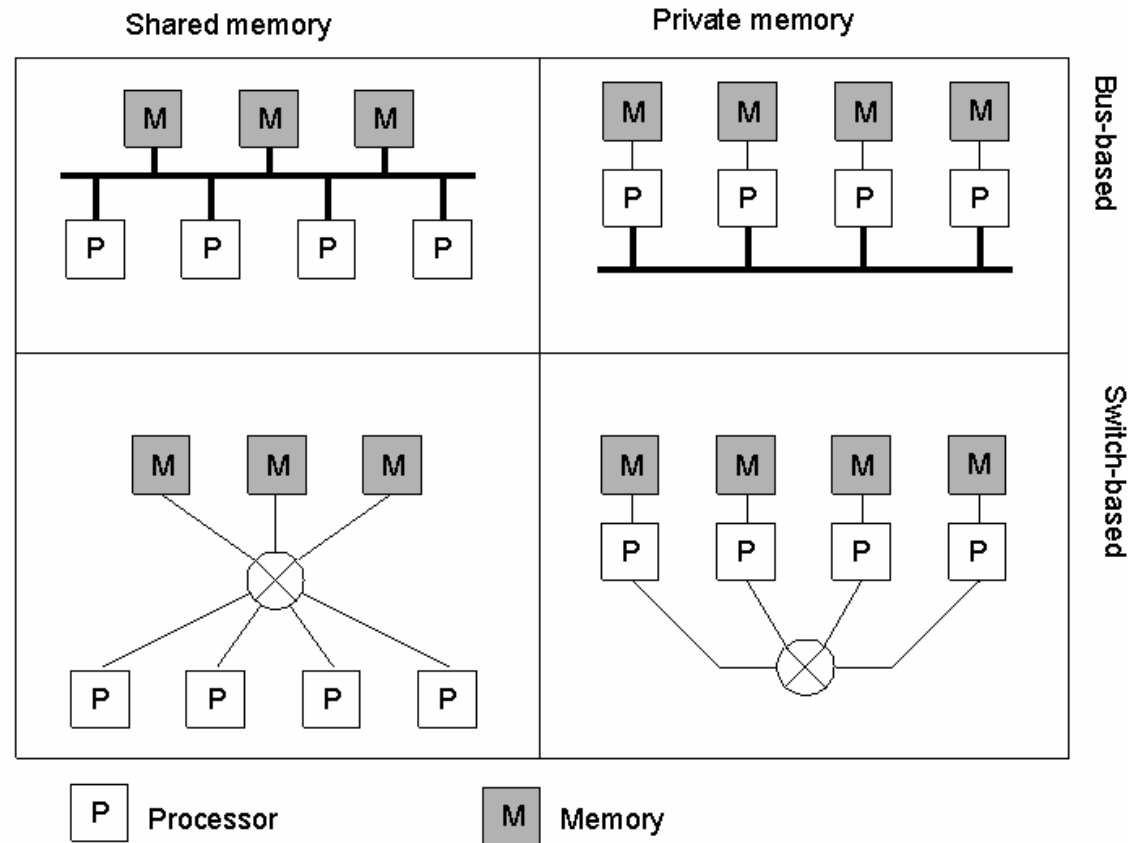 Shared memory
Private memory
M M M
P P P P
M M M M
P P P P
Bus-based
M M M
P P P P
M M M M
P P P P
Switch-based
P Processor
M Memory